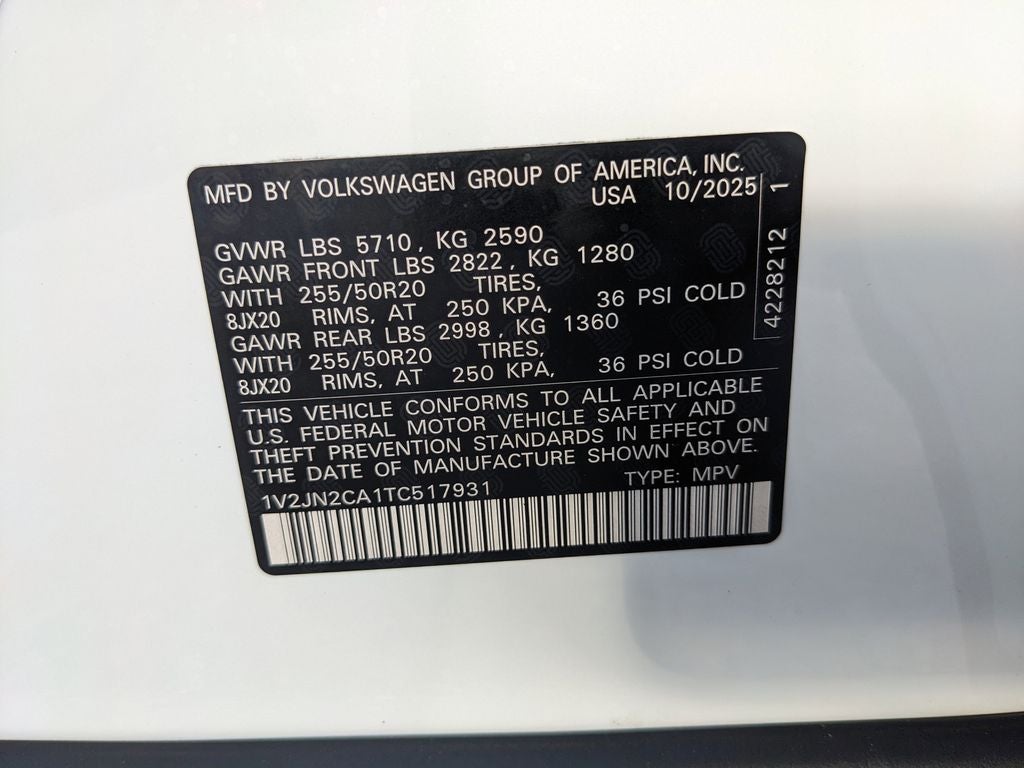 MFD BY VOLKSWAGEN GROUP OF AMERICA, INC.
USA 10/2025
GVWR LBS 5710, KG 2590
GAWR FRONT LBS 2822, KG 1280
WITH 255/50R20 TIRES,
8JX20 RIMS, AT 250 KPA, 36 PSI COLD
GAWR REAR LBS 2998, KG 1360
WITH 255/50R20 TIRES,
8JX20 RIMS, AT 250 KPA, 36 PSI COLD
THIS VEHICLE CONFORMS TO ALL APPLICABLE
U.S. FEDERAL MOTOR VEHICLE SAFETY AND
THEFT PREVENTION STANDARDS IN EFFECT ON
THE DATE OF MANUFACTURE SHOWN ABOVE.
1V2JN2CA1TC517931 TYPE: MPV
4228212 1